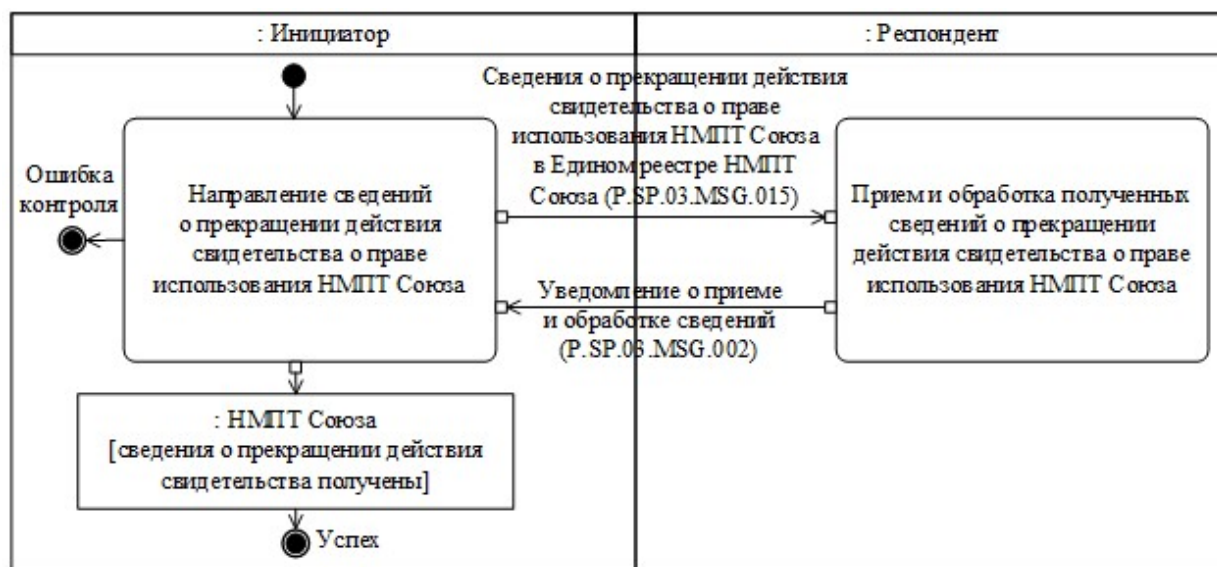 : Инициатор
: Респондент
Сведения о прекращении действия
свидетельства о праве
использования НМПТ Союза
в Едином реестре НМПТ
Союза (P.SP.03.MSG.015)
Ошибка
контроля
Направление сведений
о прекращении действия
свидетельства о праве
использования НМПТ Союза
Прием и обработка полученных
сведений о прекращении
действия свидетельства о праве
использования НМПТ Союза
Уведомление о приеме
и обработке сведений
(P.SP.03.MSG.002)
: НМПТ Союза
[сведения о прекращении действия
свидетельства получены]
Успех